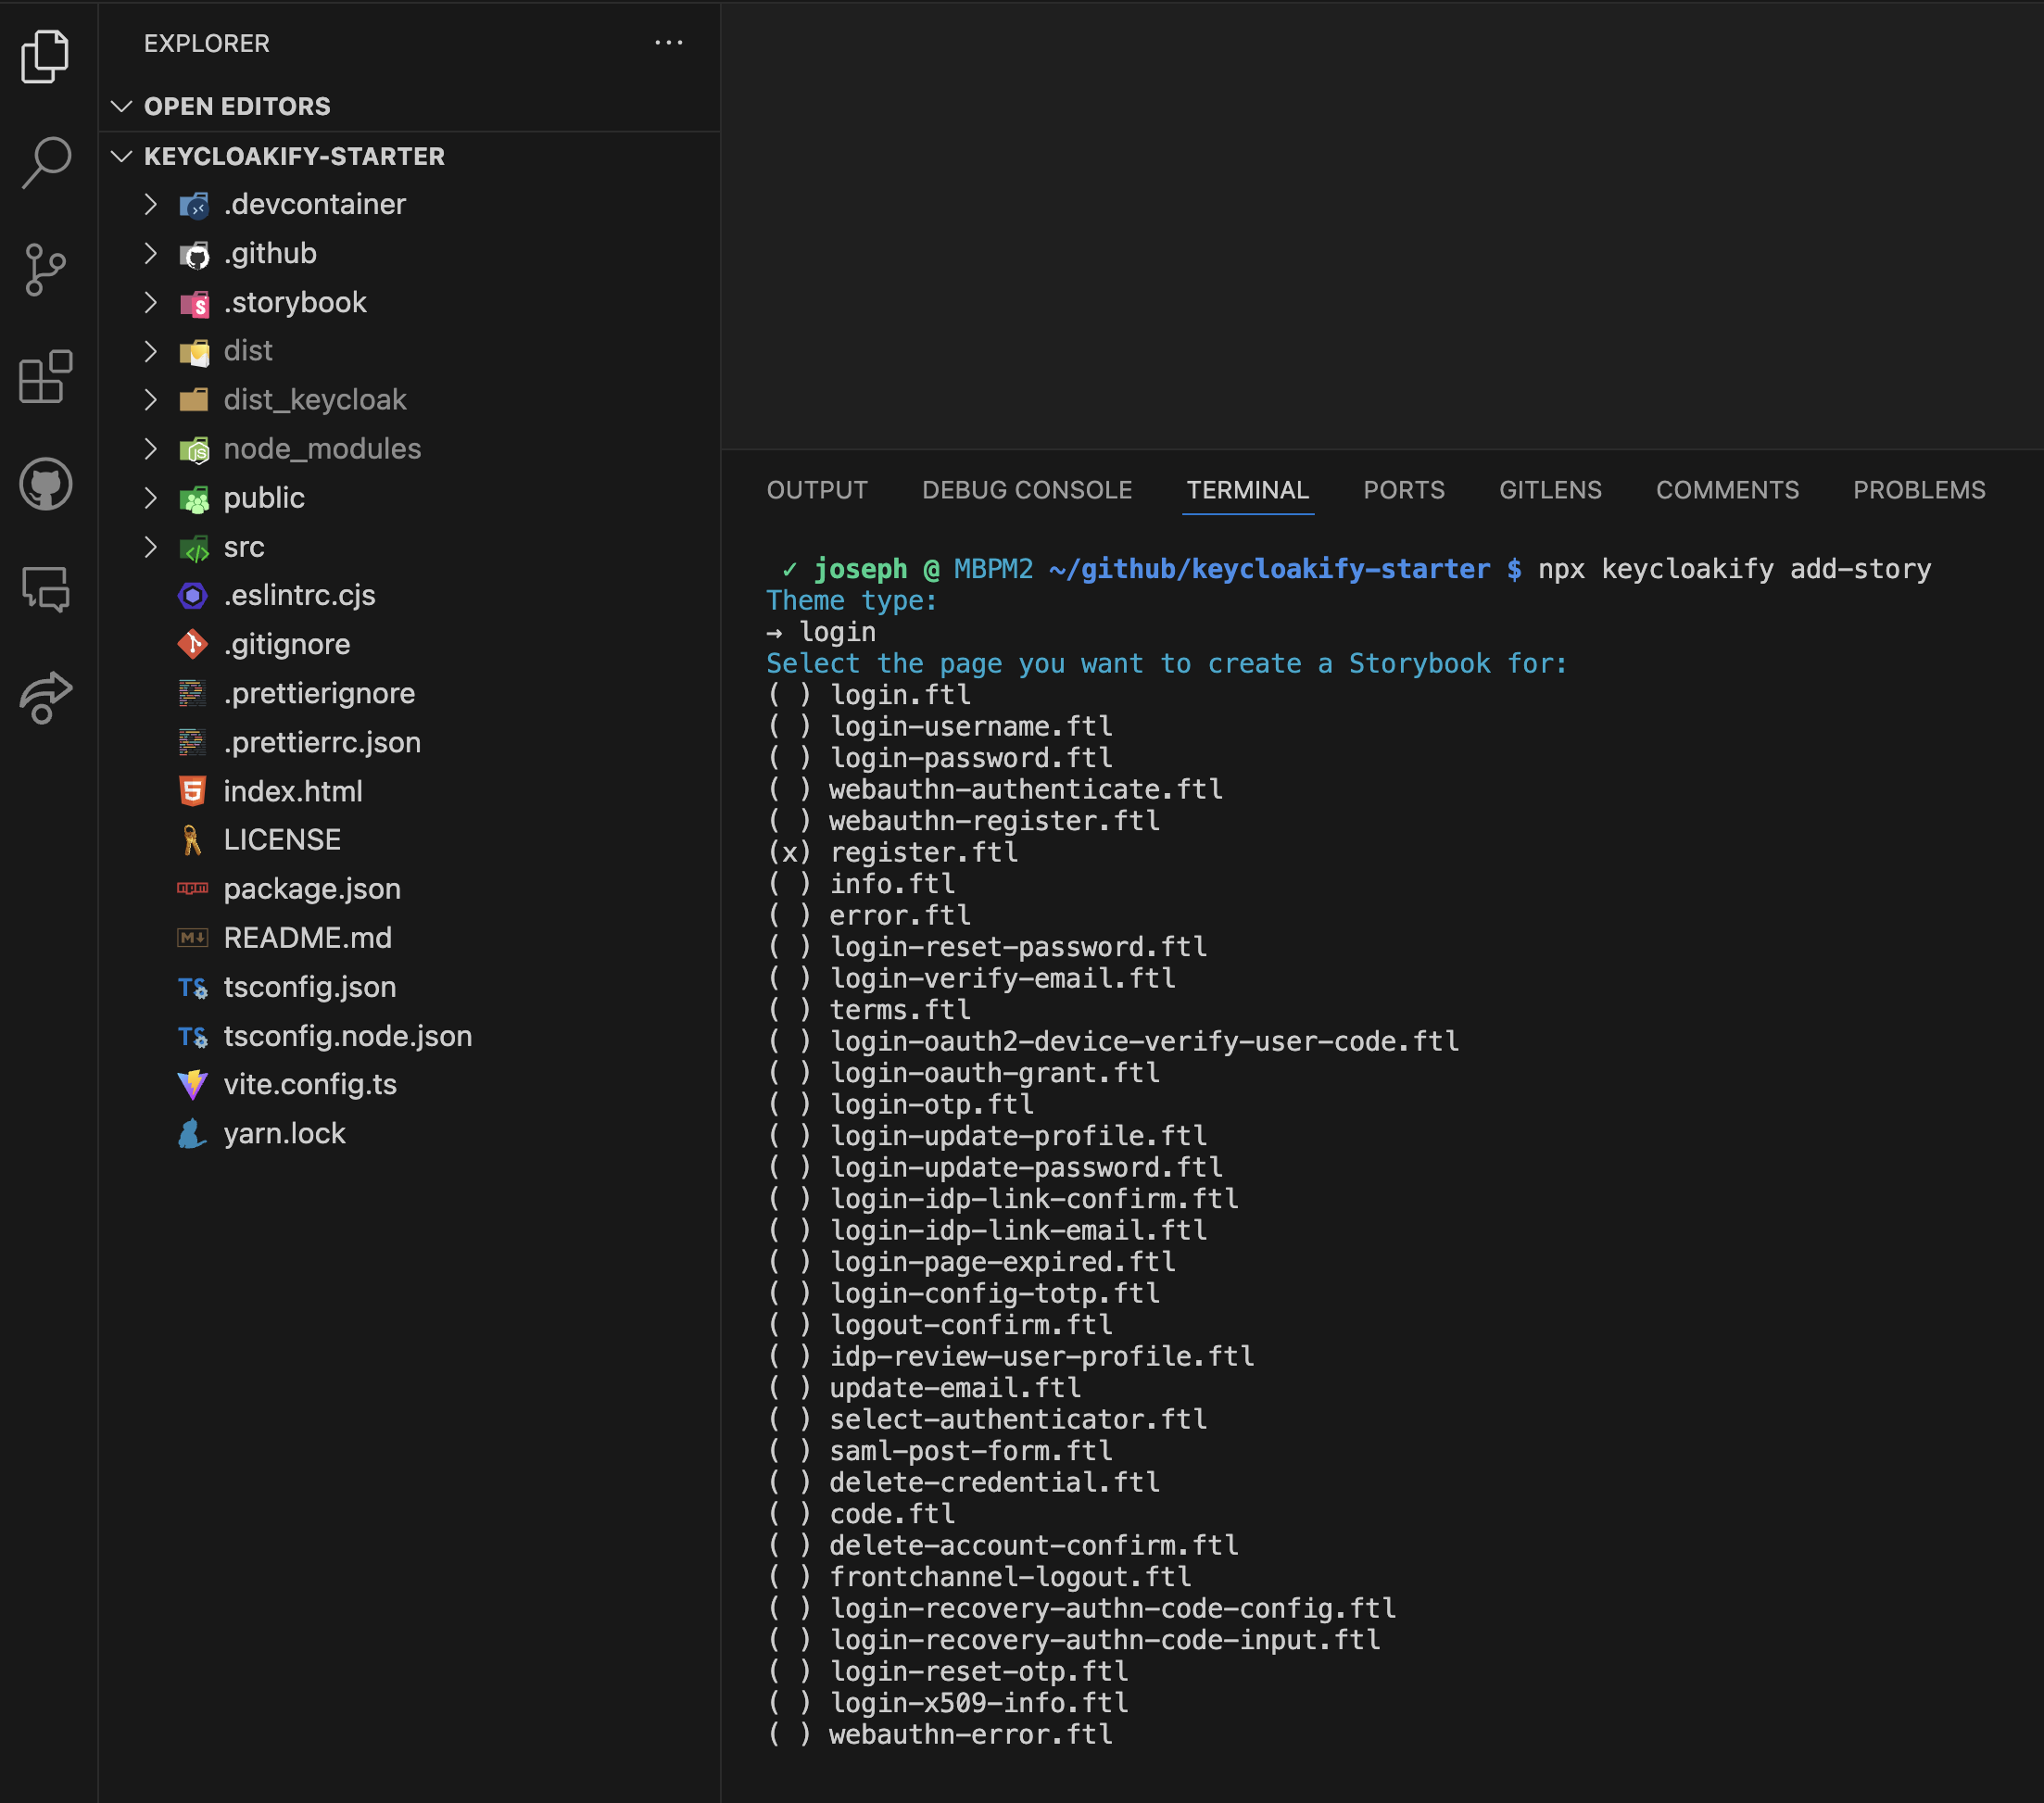 EXPLORER
OPEN EDITORS
KEYCLOAKIFY-STARTER
.devcontainer
.github
.storybook
dist
dist_keycloak
node_modules
public
src
.eslintrc.cjs
.gitignore
.prettierignore
.prettierrc.json
index.html
LICENSE
package.json
README.md
tsconfig.json
tsconfig.node.json
vite.config.ts
yarn.lock
OUTPUT DEBUG CONSOLE TERMINAL PORTS GITLENS COMMENTS PROBLEMS
✓ joseph @ MBPM2 ~/github/keycloakify-starter $ npx keycloakify add-story
Theme type:
→ login
Select the page you want to create a Storybook for:
( ) login.ftl
( ) login-username.ftl
( ) login-password.ftl
( ) webauthn-authenticate.ftl
( ) webauthn-register.ftl
(x) register.ftl
( ) info.ftl
( ) error.ftl
( ) login-reset-password.ftl
( ) login-verify-email.ftl
( ) terms.ftl
( ) login-oauth2-device-verify-user-code.ftl
( ) login-oauth-grant.ftl
( ) login-otp.ftl
( ) login-update-profile.ftl
( ) login-update-password.ftl
( ) login-idp-link-confirm.ftl
( ) login-idp-link-email.ftl
( ) login-page-expired.ftl
( ) login-config-totp.ftl
( ) logout-confirm.ftl
( ) idp-review-user-profile.ftl
( ) update-email.ftl
( ) select-authenticator.ftl
( ) saml-post-form.ftl
( ) delete-credential.ftl
( ) code.ftl
( ) delete-account-confirm.ftl
( ) frontchannel-logout.ftl
( ) login-recovery-authn-code-config.ftl
( ) login-recovery-authn-code-input.ftl
( ) login-reset-otp.ftl
( ) login-x509-info.ftl
( ) webauthn-error.ftl